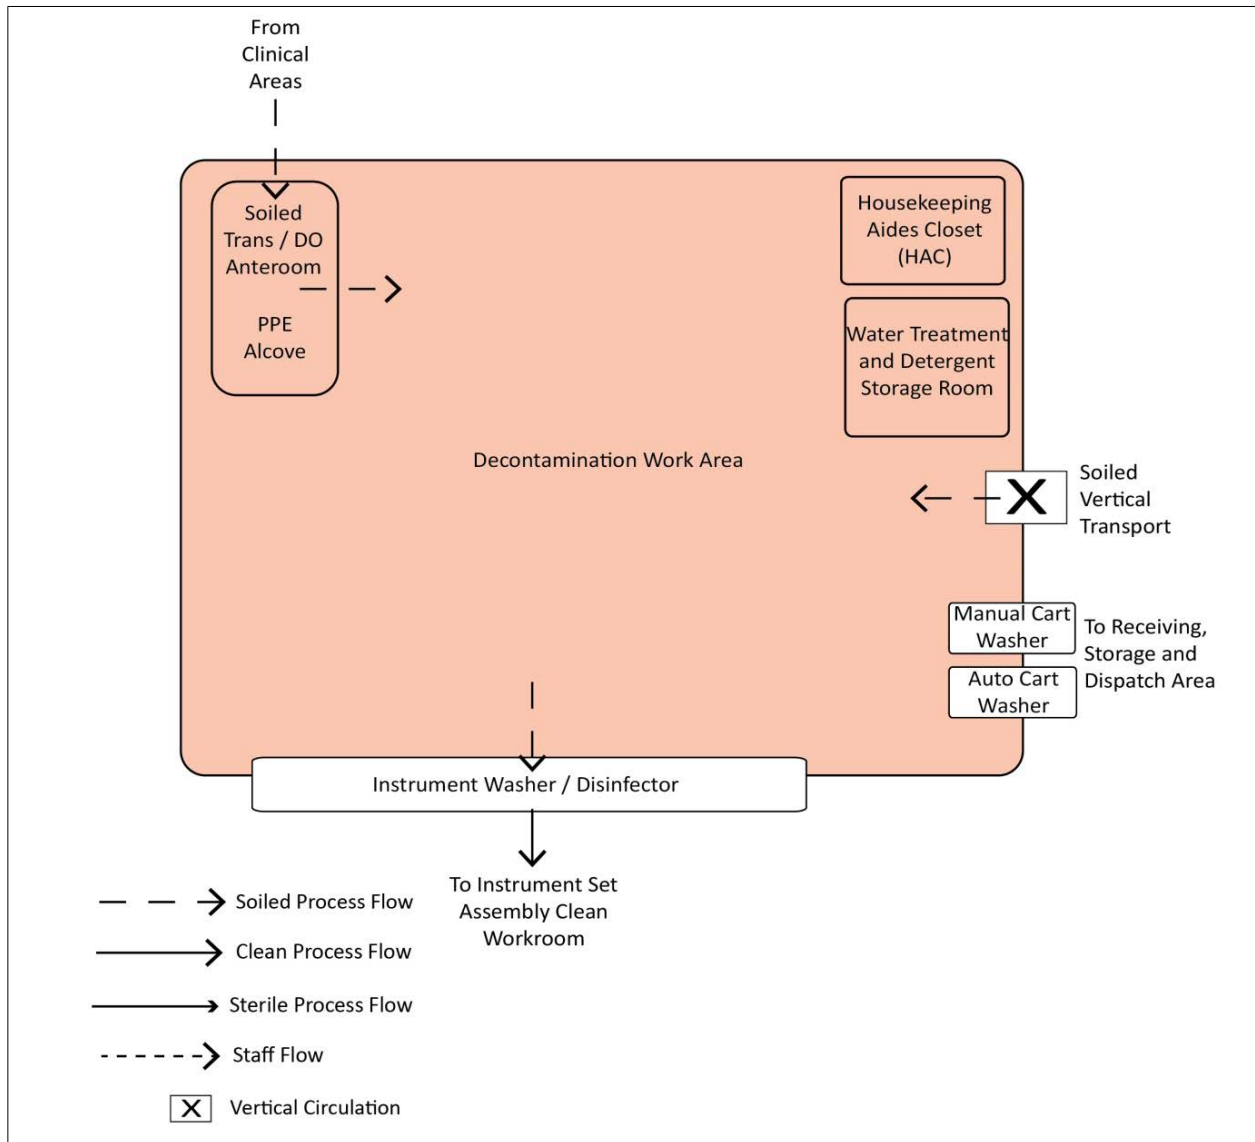 From
Clinical
Areas
Soiled
Trans / DO
Anteroom
PPE
Alcove
Housekeeping
Aides Closet
(HAC)
Water Treatment
and Detergent
Storage Room
Decontamination Work Area
Soiled
Vertical
Transport
Manual Cart
Washer
Auto Cart
Washer
To Receiving,
Storage and
Dispatch Area
Instrument Washer / Disinfector
To Instrument Set
Assembly Clean
Workroom
Soiled Process Flow
Clean Process Flow
Sterile Process Flow
Staff Flow
Vertical Circulation